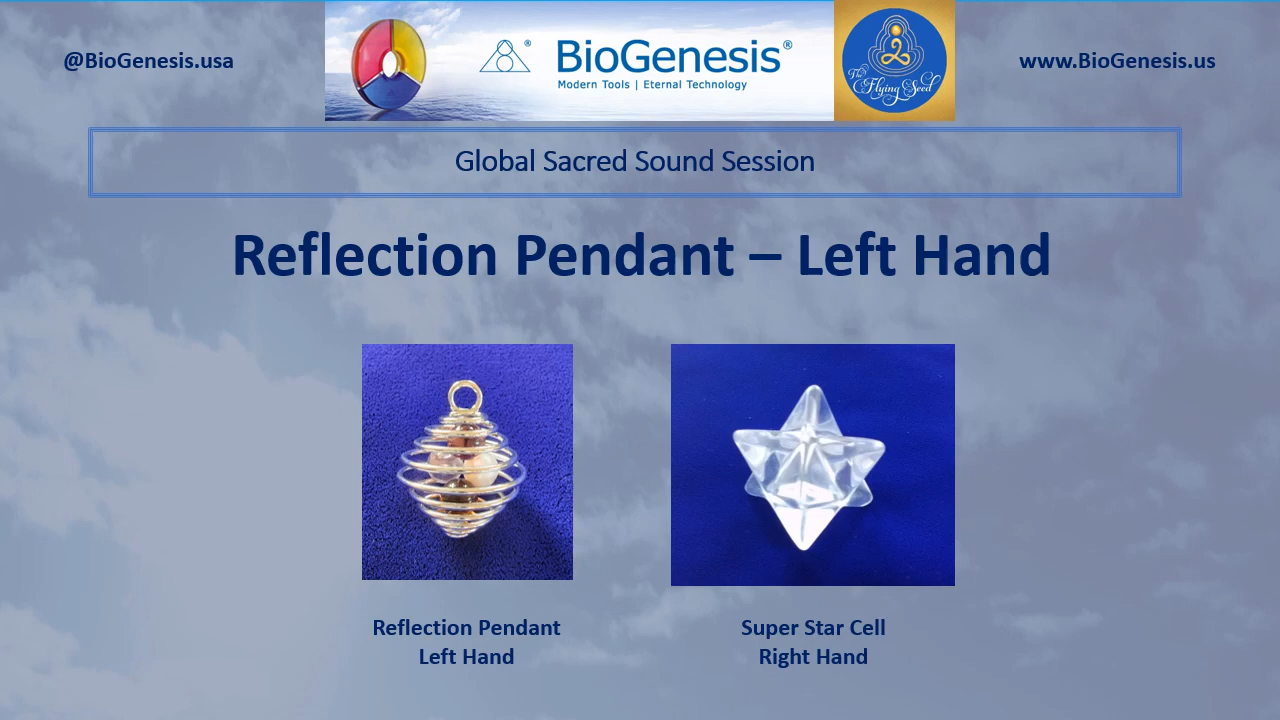 @BioGenesis.usa
BioGenesis®
Modern Tools | Eternal Technology
®
The Flying Seed
www.BioGenesis.us
Global Sacred Sound Session
Reflection Pendant – Left Hand
Reflection Pendant
Left Hand
Super Star Cell
Right Hand